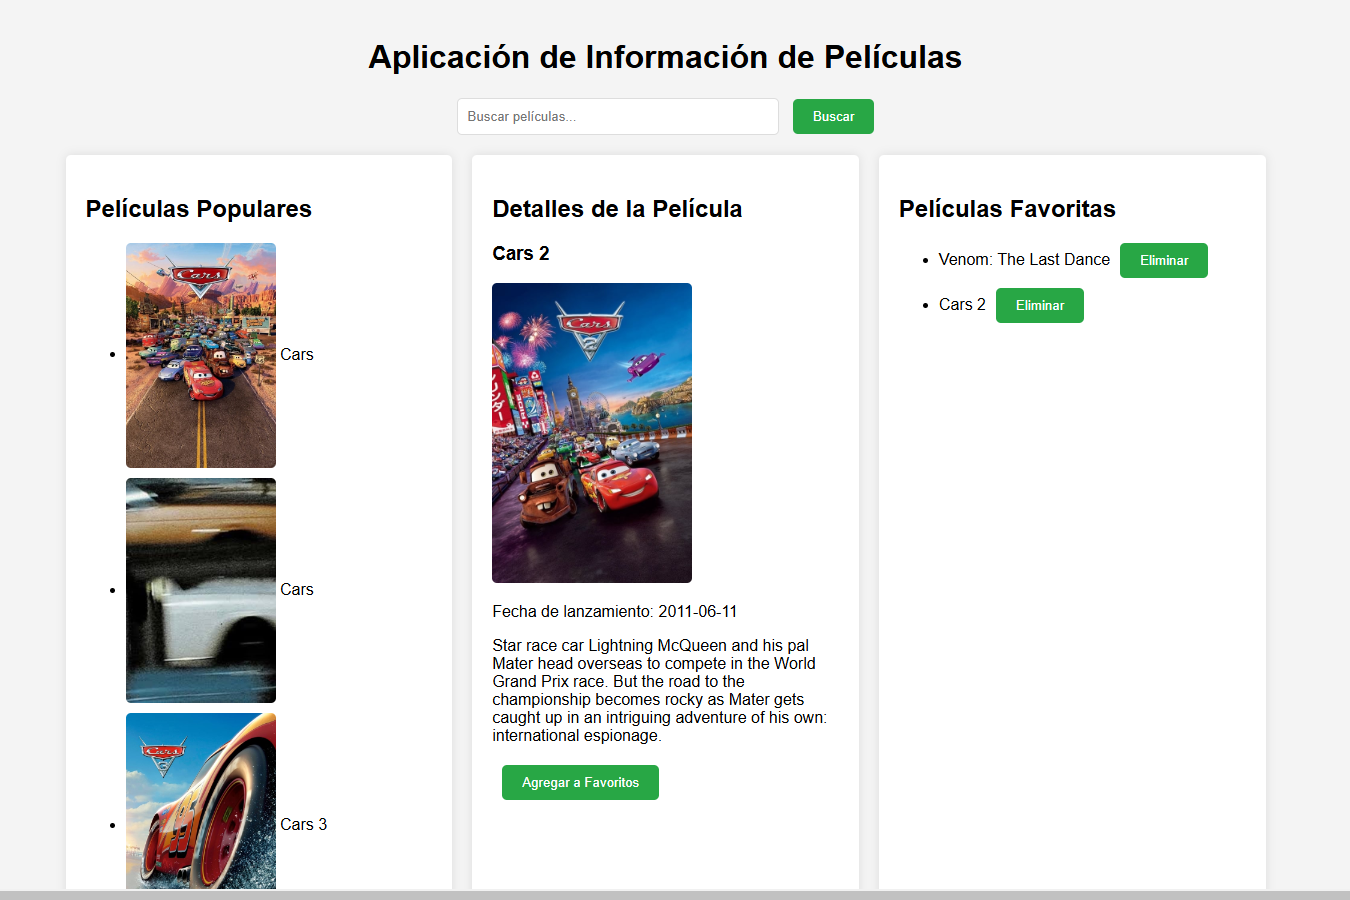 Aplicación de Información de Películas
Buscar películas...
Buscar
Películas Populares
Cars
Cars
Cars
Cars
Cars 3
Detalles de la Película
Cars 2
Cars
2
Fecha de lanzamiento: 2011-06-11
Star race car Lightning McQueen and his pal
Mater head overseas to compete in the World
Grand Prix race. But the road to the
championship becomes rocky as Mater gets
caught up in an intriguing adventure of his own:
international espionage.
Agregar a Favoritos
Películas Favoritas
Venom: The Last Dance
Eliminar
Cars 2
Eliminar